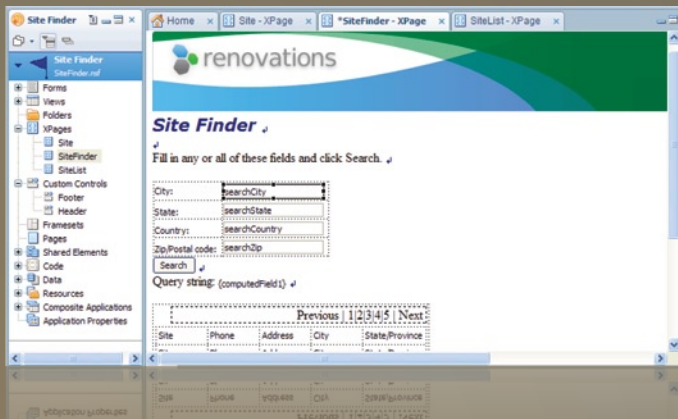 Site Finder
Site Finder
SiteFinder.nsf
Forms
Views
Folders
XPages
Site
SiteFinder
SiteList
Custom Controls
Footer
Header
Framesets
Pages
Shared Elements
Code
Data
Resources
Composite Applications
Application Properties
Home
Site - XPage
*SiteFinder - XPage
SiteList - XPage
renovations
Site Finder
Fill in any or all of these fields and click Search.
City: searchCity
State: searchState
Country: searchCountry
Zip/Postal code: searchZip
Search
Query string: {computedField1}
Previous | 1|2|3|4|5 | Next
Site Phone Address City State/Province